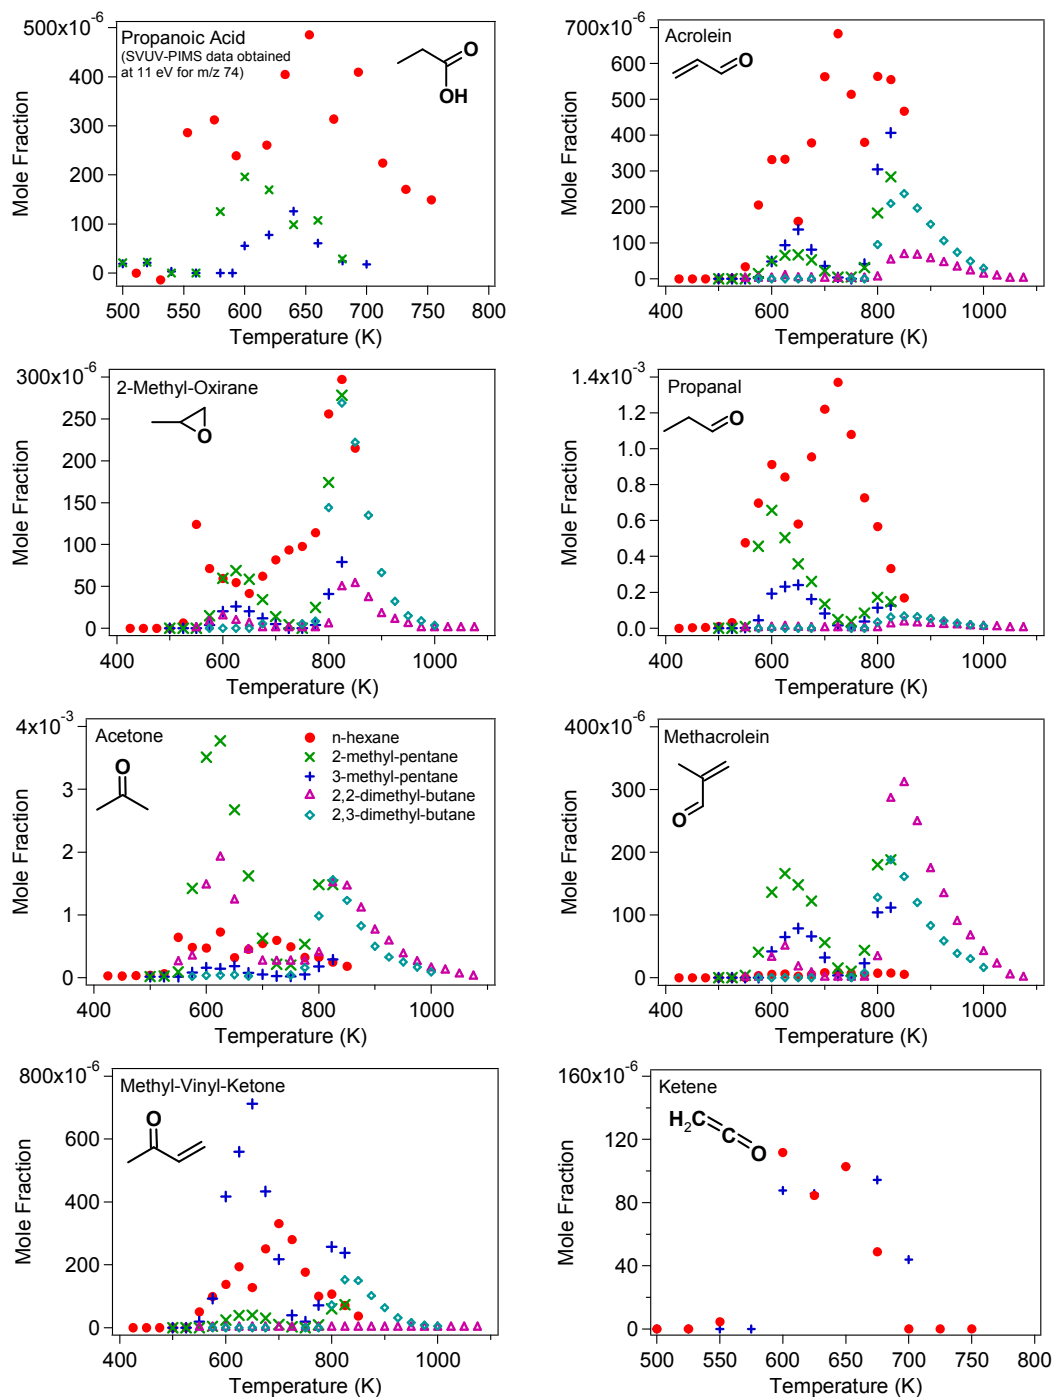 500x10-6
400
300
200
100
0
Mole Fraction
Propanoic Acid
(SVUV-PIMS data obtained
at 11 eV for m/z 74)
O
OH
500
550
600
650
700
750
800
Temperature (K)
700x10-6
600
500
400
300
200
100
0
Mole Fraction
Acrolein
O
400
600
800
1000
Temperature (K)
300x10-6
250
200
150
100
50
0
Mole Fraction
2-Methyl-Oxirane
O
400
600
800
1000
Temperature (K)
1.4x10-3
1.2
1.0
0.8
0.6
0.4
0.2
0.0
Mole Fraction
Propanal
O
400
600
800
1000
Temperature (K)
4x10-3
3
2
1
0
Mole Fraction
Acetone
O
n-hexane
2-methyl-pentane
3-methyl-pentane
2,2-dimethyl-butane
2,3-dimethyl-butane
400
600
800
1000
Temperature (K)
400x10-6
300
200
100
0
Mole Fraction
Methacrolein
O
400
600
800
1000
Temperature (K)
800x10-6
600
400
200
0
Mole Fraction
Methyl-Vinyl-Ketone
O
400
600
800
1000
Temperature (K)
160x10-6
120
80
40
0
Mole Fraction
Ketene
H2C
C
O
500
550
600
650
700
750
800
Temperature (K)